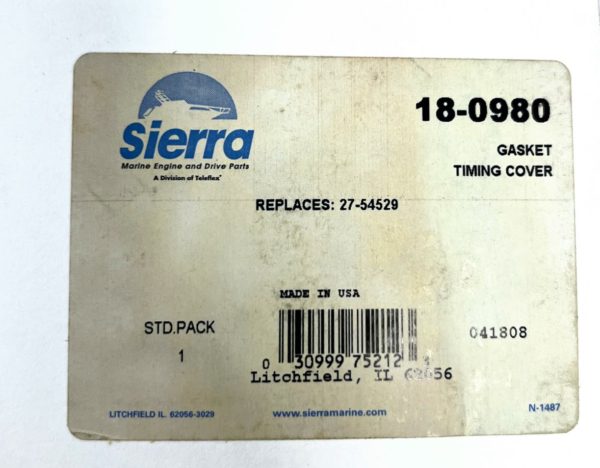 Sierra
Marine Engine and Drive Parts
A Division of Teleflex®
18-0980
GASKET
TIMING COVER
REPLACES: 27-54529
MADE IN USA
STD.PACK
1
0 30999 75212 1
041808
Litchfield, IL 62056
LITCHFIELD IL. 62056-3029
www.sierramarine.com
N-1487